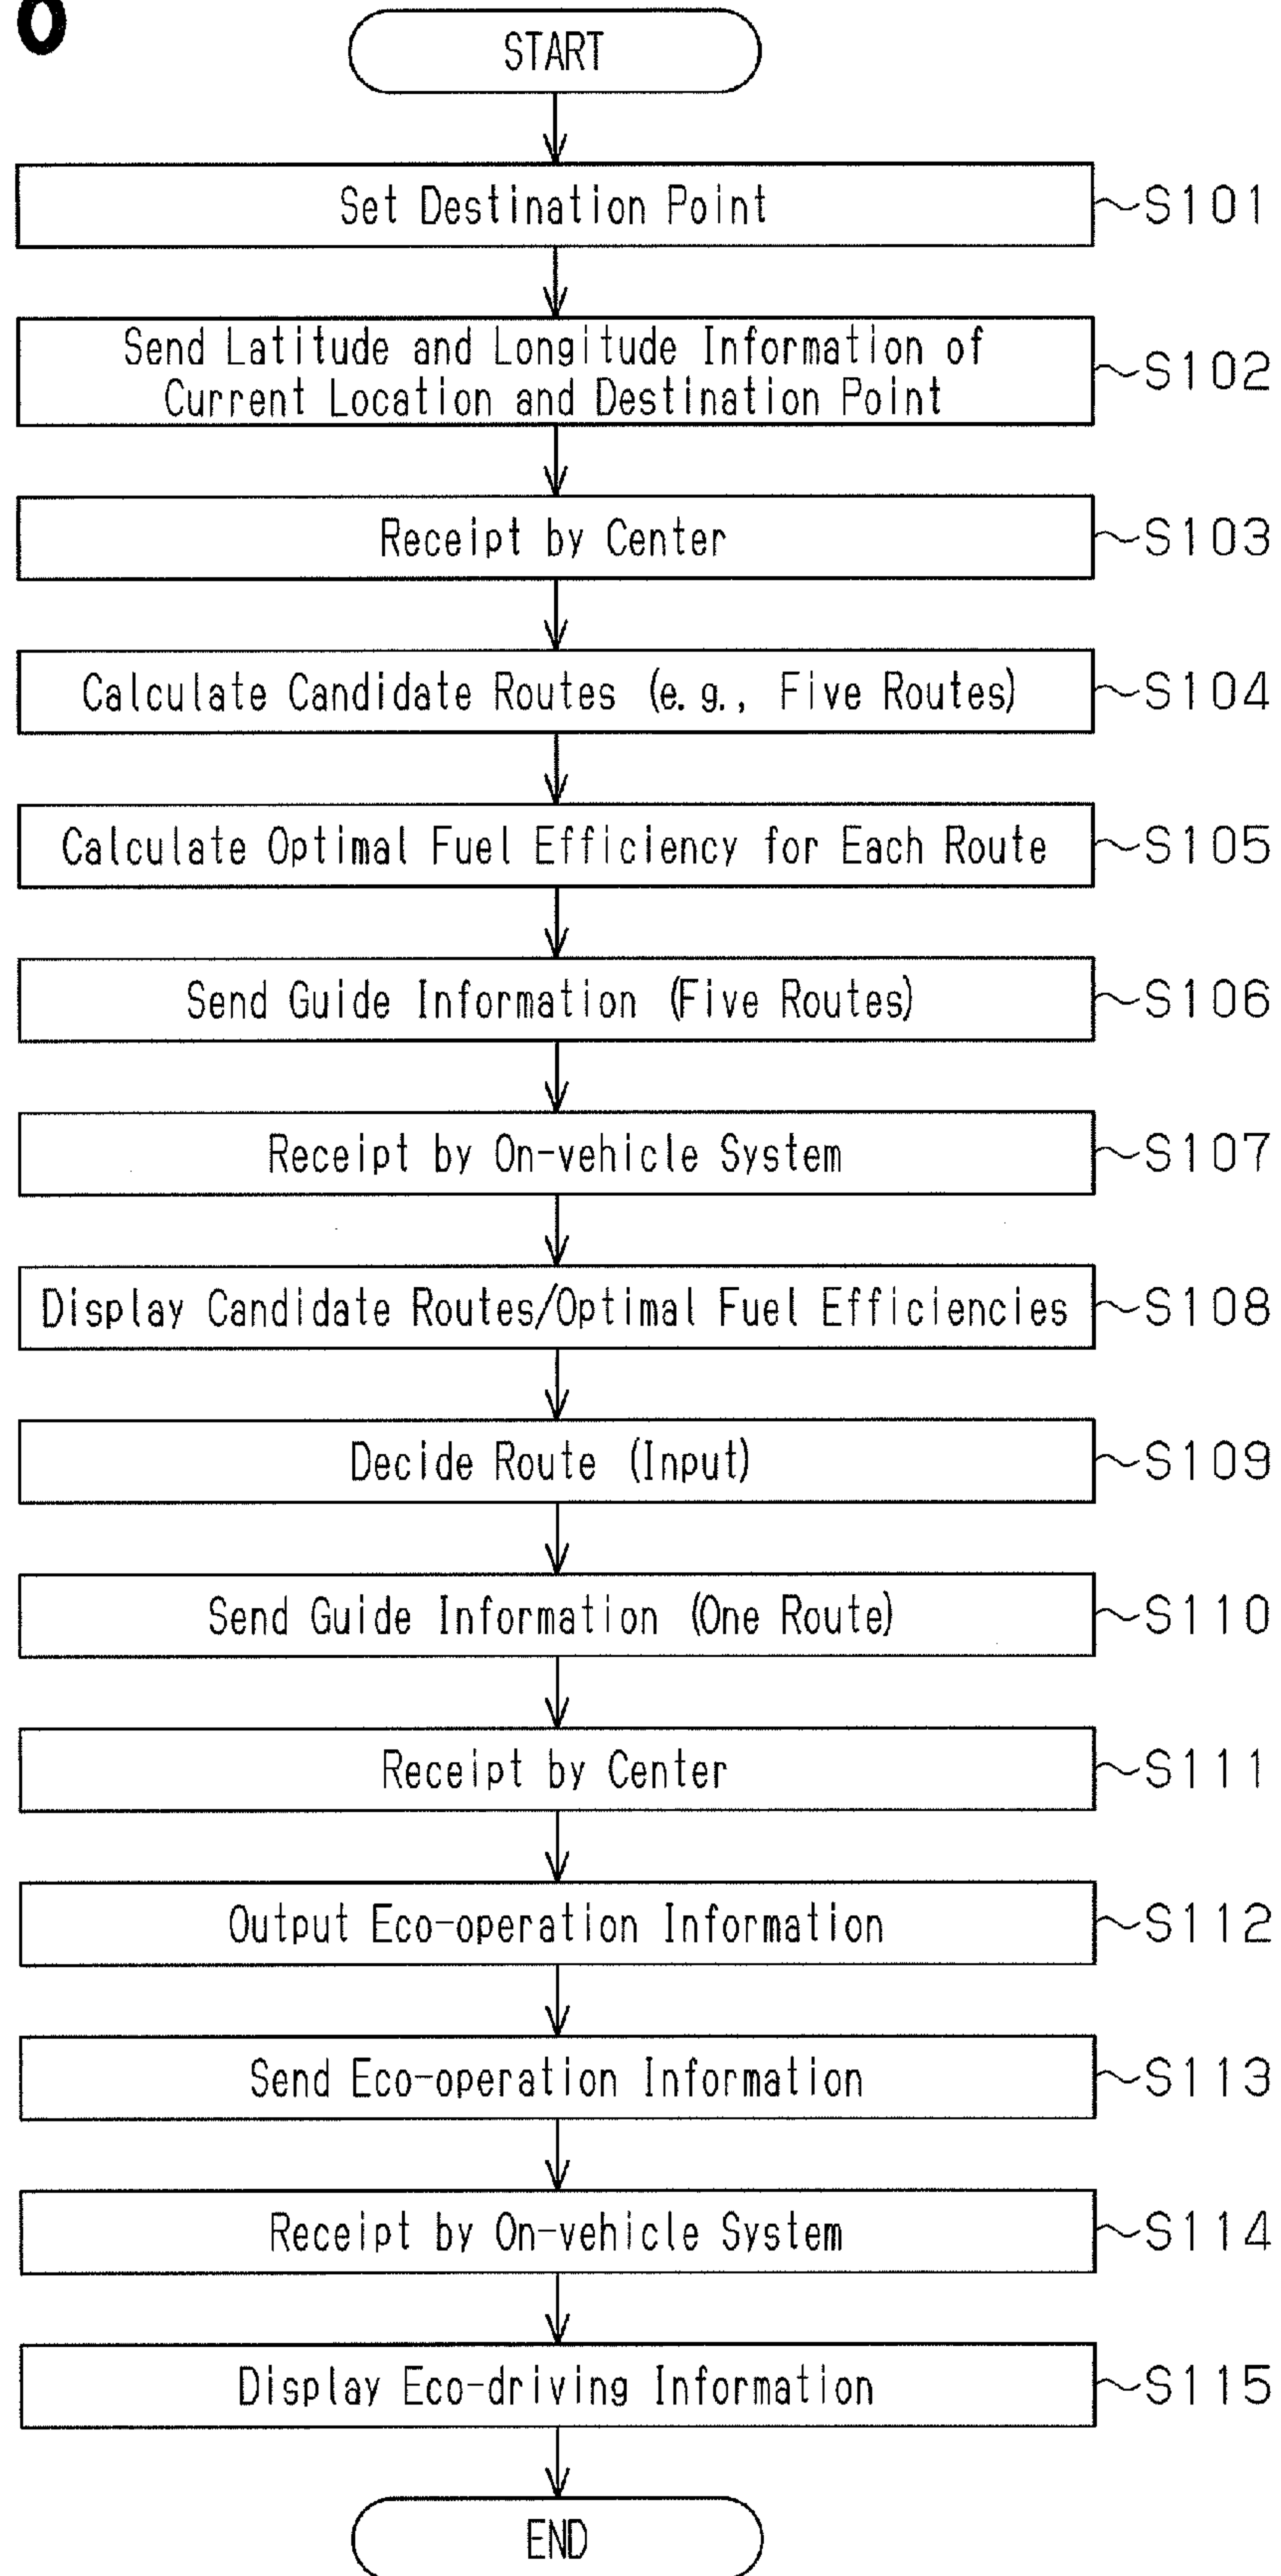 START
Set Destination Point S101
Send Latitude and Longitude Information of
Current Location and Destination Point S102
Receipt by Center S103
Calculate Candidate Routes (e.g., Five Routes) S104
Calculate Optimal Fuel Efficiency for Each Route S105
Send Guide Information (Five Routes) S106
Receipt by On-vehicle System S107
Display Candidate Routes/Optimal Fuel Efficiencies S108
Decide Route (Input) S109
Send Guide Information (One Route) S110
Receipt by Center S111
Output Eco-operation Information S112
Send Eco-operation Information S113
Receipt by On-vehicle System S114
Display Eco-driving Information S115
END